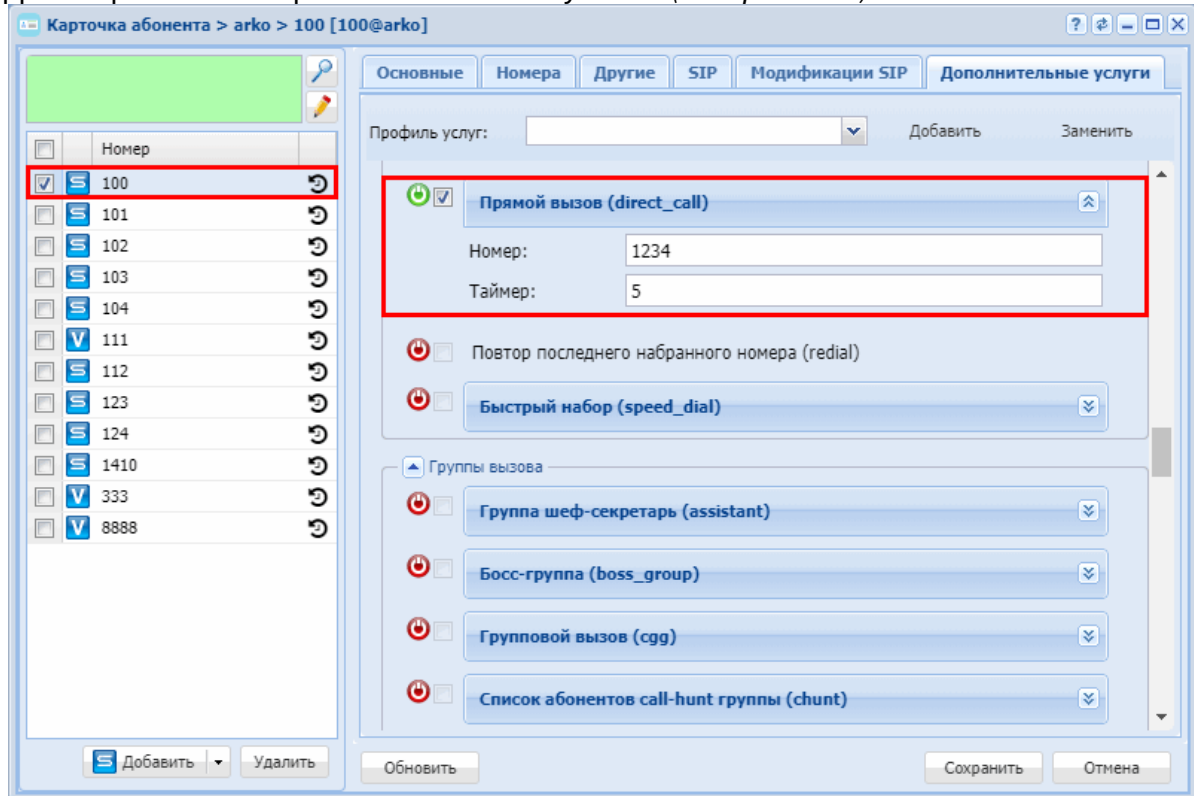 Карточка абонента > arko > 100 [100@arko]
Основные Номера Другие SIP Модификации SIP Дополнительные услуги
Профиль услуг: Добавить Заменить
Номер
100
101
102
103
104
111
112
123
124
1410
333
8888
Добавить Удалить
Прямой вызов (direct_call)
Номер: 1234
Таймер: 5
Повтор последнего набранного номера (redial)
Быстрый набор (speed_dial)
Группы вызова
Группа шеф-секретарь (assistant)
Босс-группа (boss_group)
Групповой вызов (cgg)
Список абонентов call-hunt группы (chunt)
Обновить Сохранить Отмена